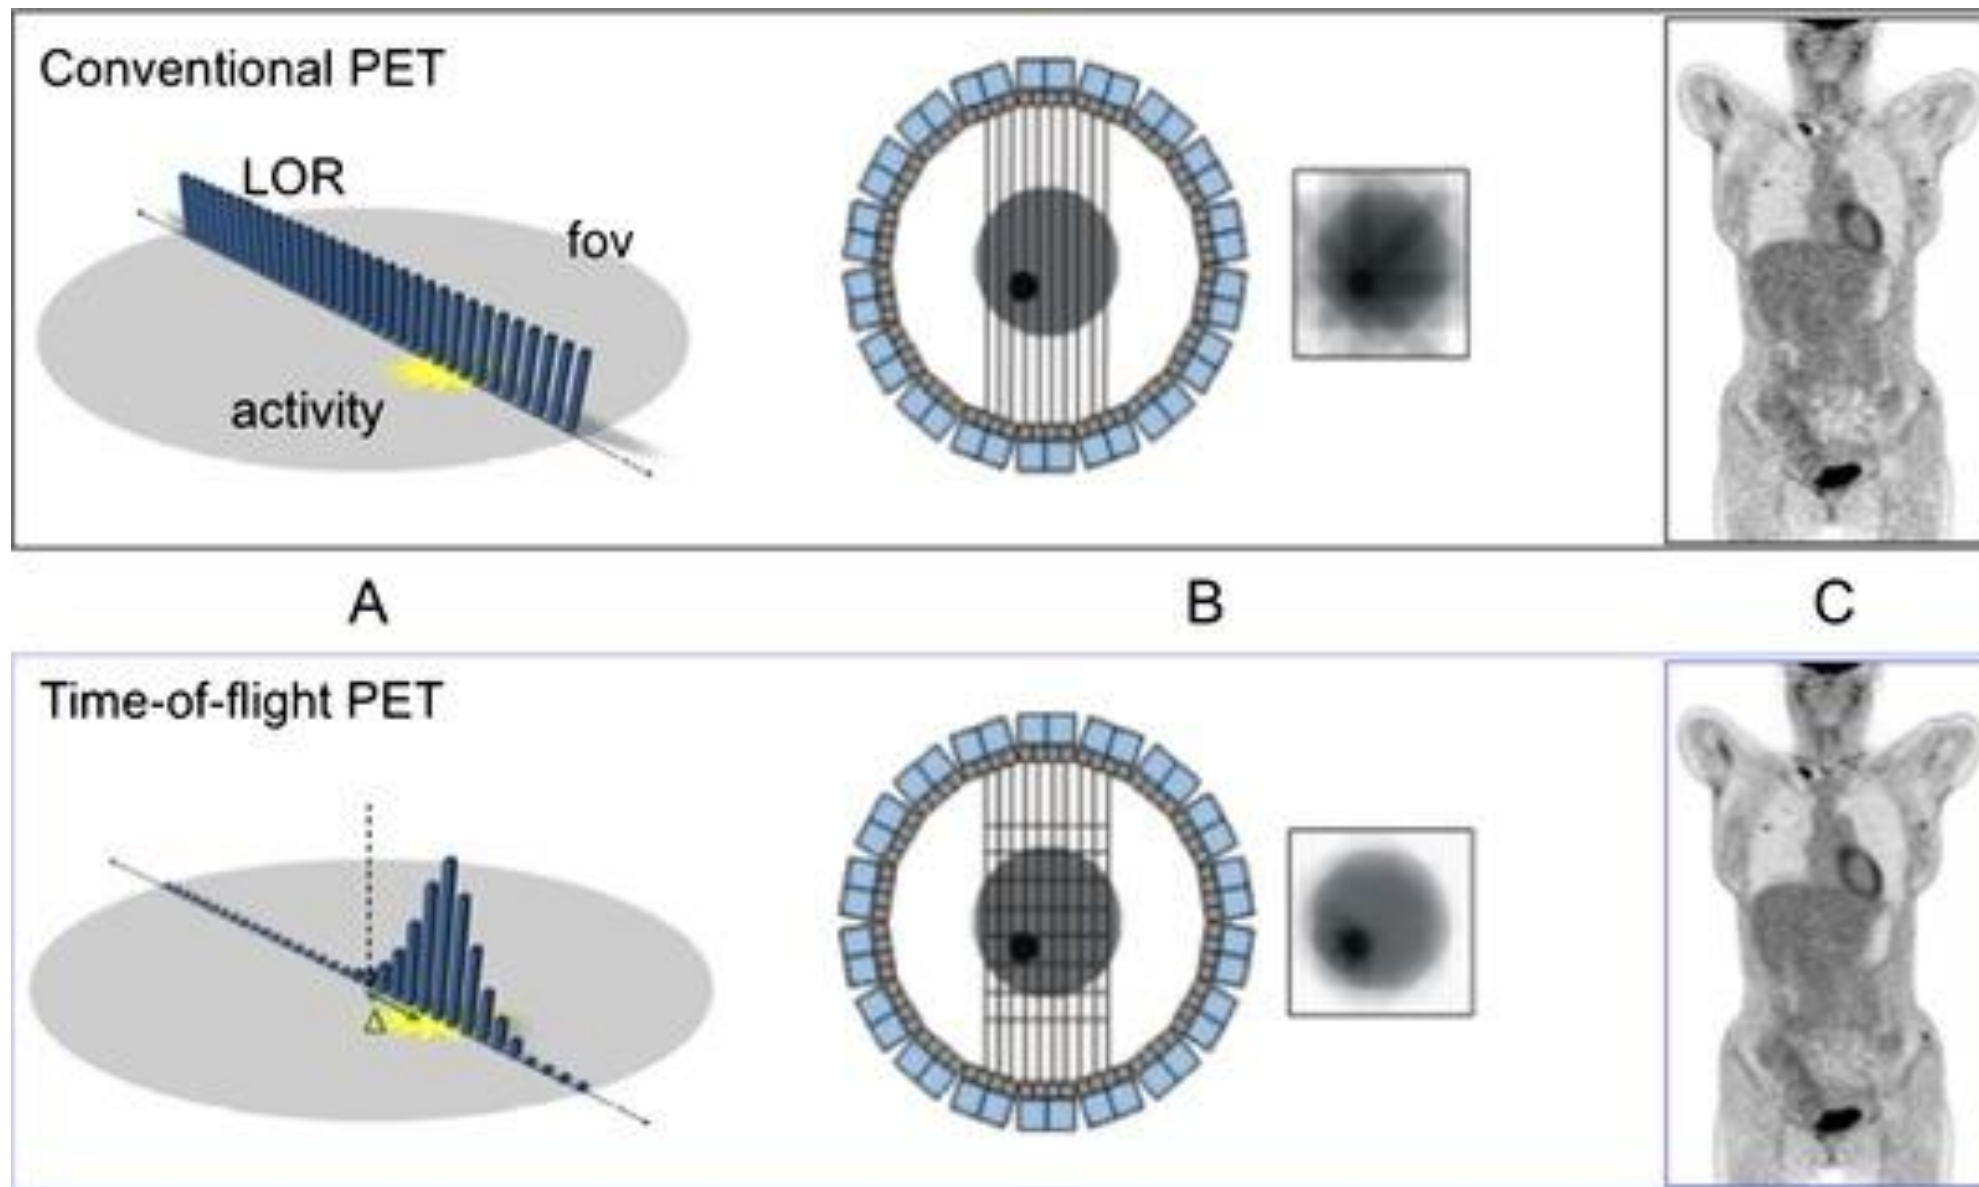 Conventional PET
LOR
fov
activity
A
B
C
Time-of-flight PET
Δ